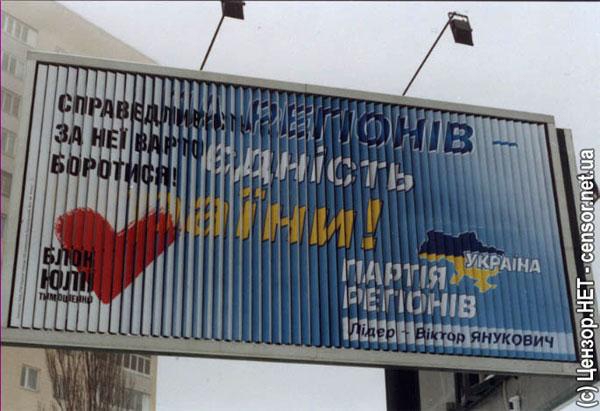 СПРАВЕДЛИВІСТЬ
ЗА НЕЇ ВАРТО
БОРОТИСЯ!
БЛОК
ЮЛІЇ
ТИМОШЕНКО
РЕГІОНІВ –
ЄДНІСТЬ
раїни!
УКРАЇНА
ПАРТІЯ
РЕГІОНІВ
Лідер - Віктор ЯНУКОВИЧ
(c) Цензор.НЕТ - censor.net.ua